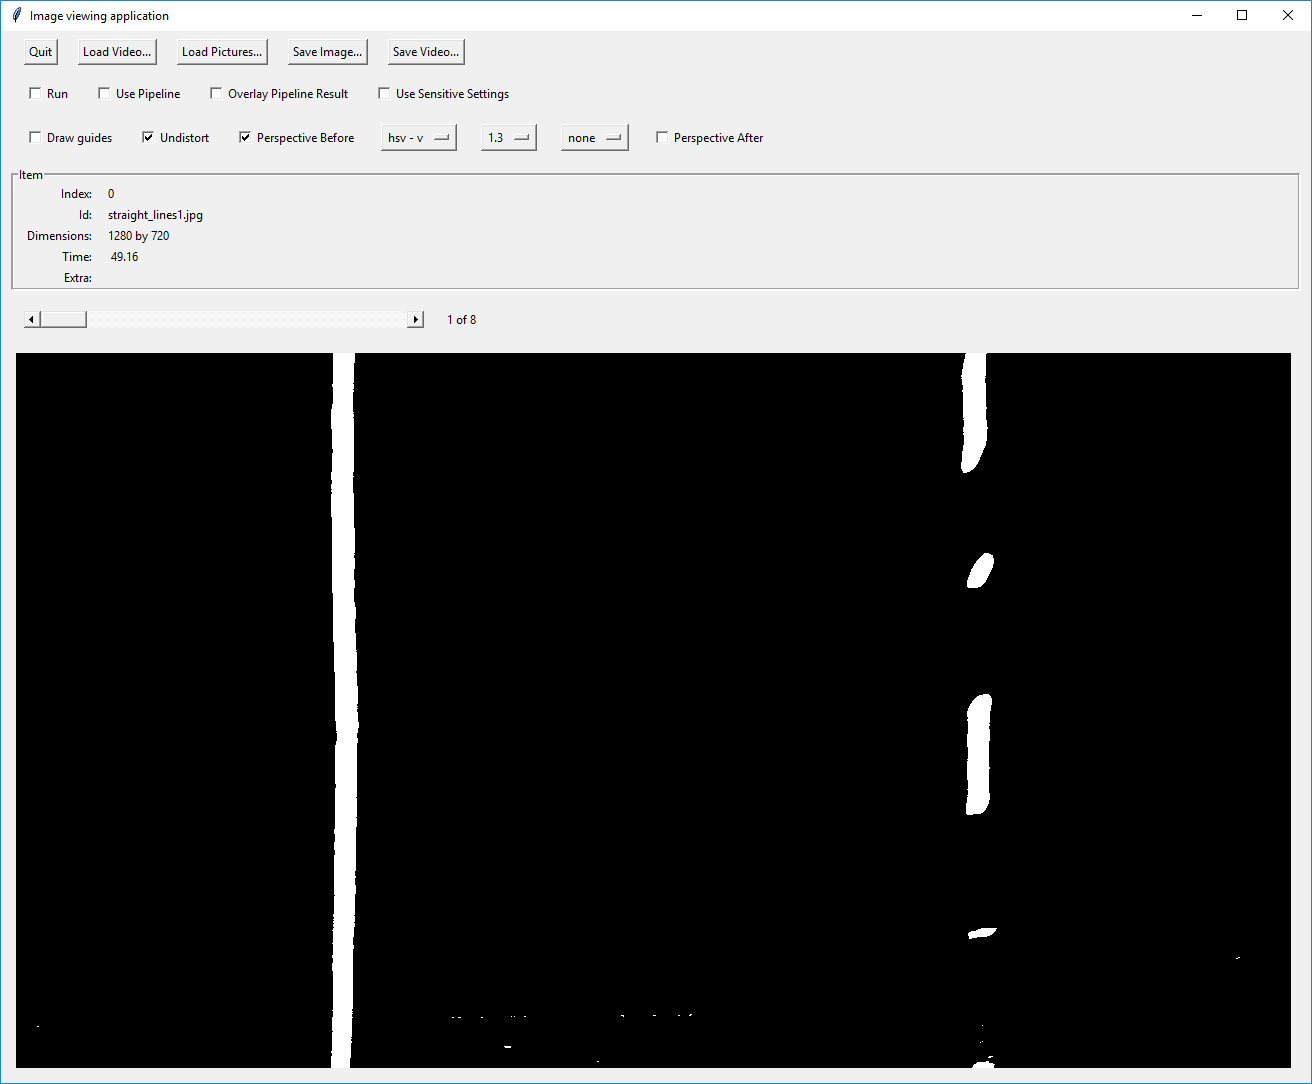 Image viewing application
Quit Load Video... Load Pictures... Save Image... Save Video...
Run Use Pipeline Overlay Pipeline Result Use Sensitive Settings
Draw guides Undistort Perspective Before hsv - v 1.3 none Perspective After
Item
Index: 0
Id: straight_lines1.jpg
Dimensions: 1280 by 720
Time: 49.16
Extra:
1 of 8